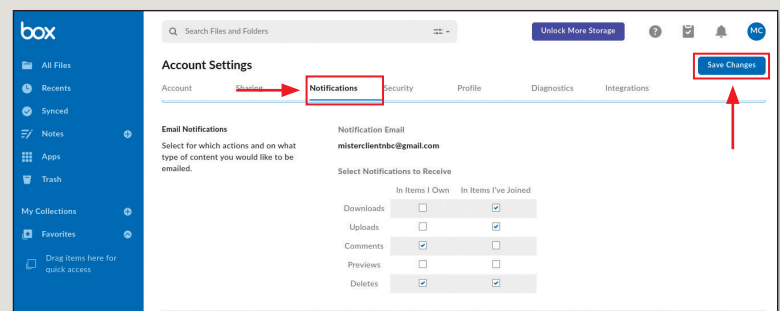 box
Search Files and Folders
Unlock More Storage
?
MC
All Files
Recents
Synced
Notes
Apps
Trash
My Collections
Favorites
Drag items here for
quick access
Account Settings
Save Changes
Account Sharing Notifications Security Profile Diagnostics Integrations
Email Notifications
Select for which actions and on what
type of content you would like to be
emailed.
Notification Email
misterclientnbc@gmail.com
Select Notifications to Receive
In Items I Own In Items I've Joined
Downloads
Uploads
Comments
Previews
Deletes